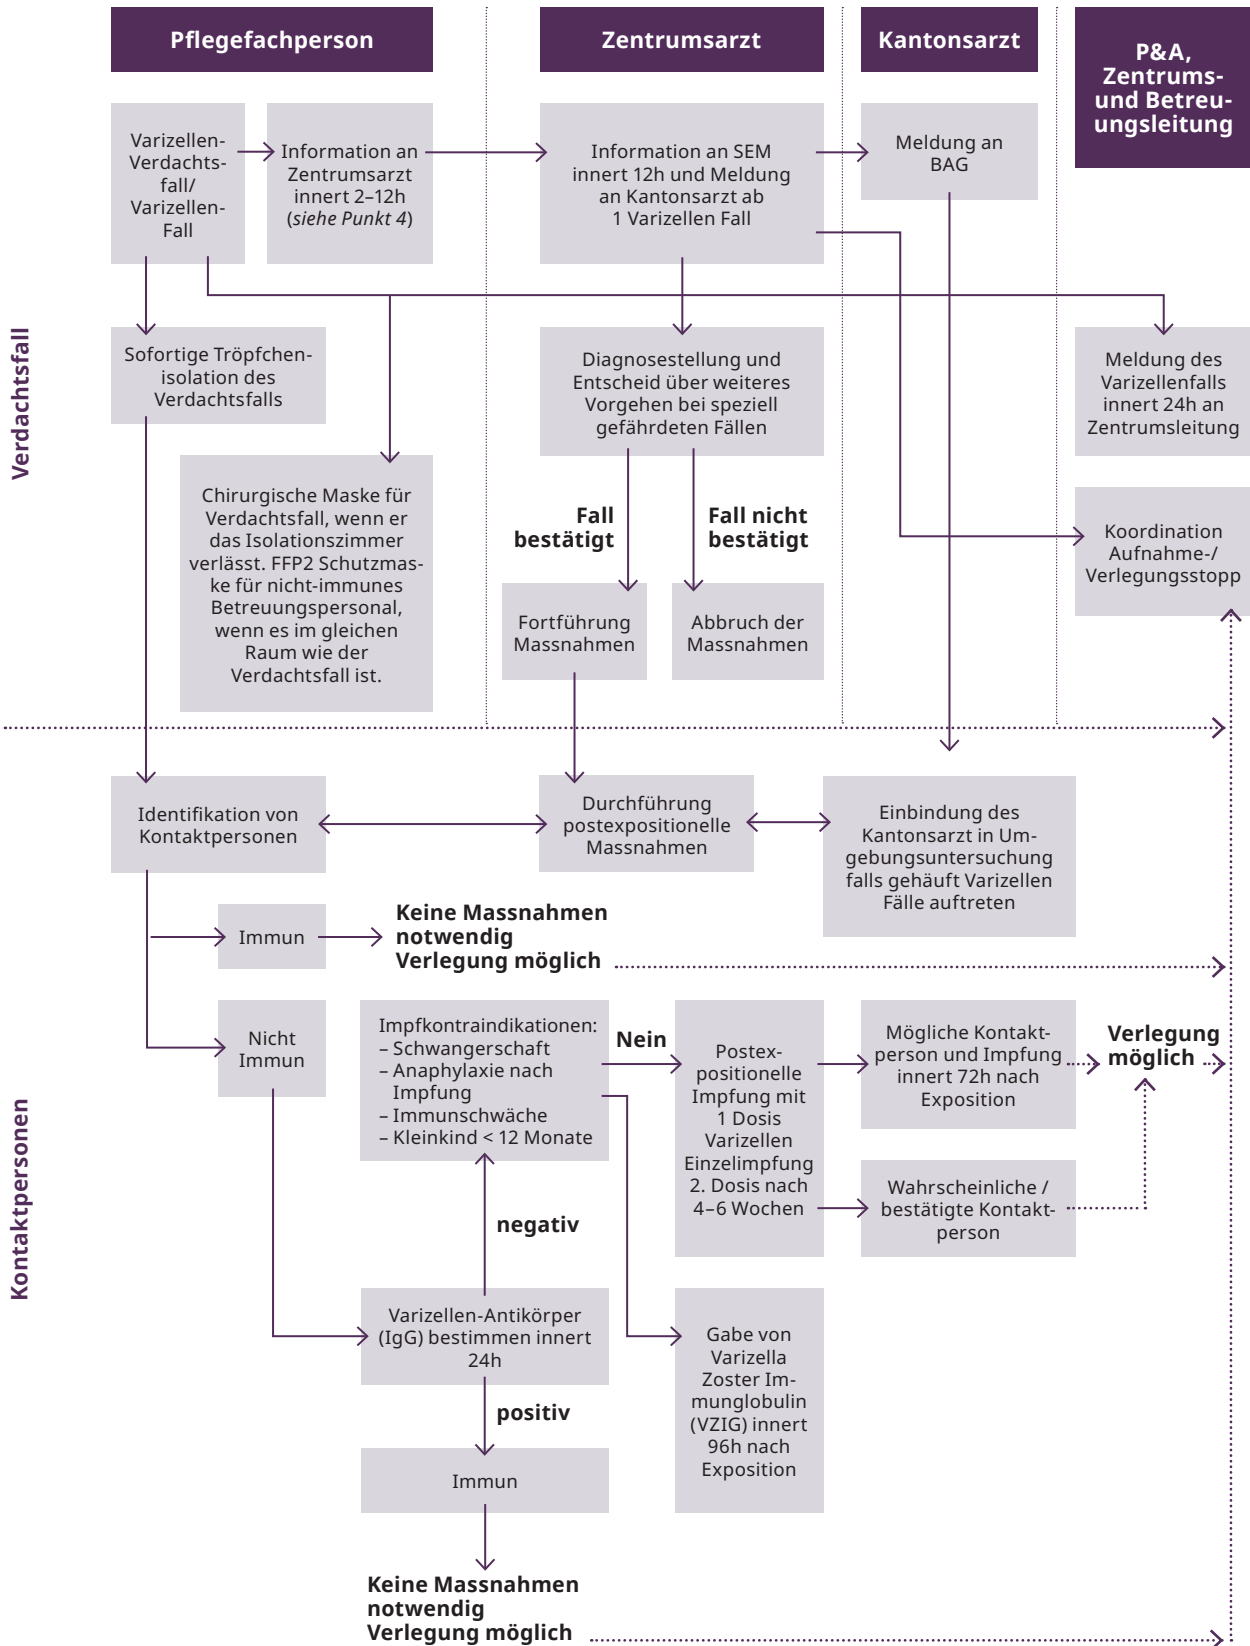 Pflegefachperson
Zentrumsarzt
Kantonsarzt
P&A,
Zentrums-
und Betreu-
ungsleitung
Verdachtsfall
Varizellen-
Verdachts-
fall/
Varizellen-
Fall
Information an
Zentrumsarzt
innert 2–12h
(siehe Punkt 4)
Information an SEM
innert 12h und Meldung
an Kantonsarzt ab
1 Varizellen Fall
Meldung an
BAG
Sofortige Tröpfchen-
isolation des
Verdachtsfalls
Diagnosestellung und
Entscheid über weiteres
Vorgehen bei speziell
gefährdeten Fällen
Meldung des
Varizellenfalls
innert 24h an
Zentrumsleitung
Chirurgische Maske für
Verdachtsfall, wenn er
das Isolationszimmer
verlässt. FFP2 Schutzmas-
ke für nicht-immunes
Betreuungspersonal,
wenn es im gleichen
Raum wie der
Verdachtsfall ist.
Fall
bestätigt
Fall nicht
bestätigt
Koordination
Aufnahme-/
Verlegungsstopp
Fortführung
Massnahmen
Abbruch der
Massnahmen
Kontaktpersonen
Identifikation von
Kontaktpersonen
Durchführung
postexpositionelle
Massnahmen
Einbindung des
Kantonsarzt in Um-
gebungsuntersuchung
falls gehäuft Varizellen
Fälle auftreten
Immun
Keine Massnahmen
notwendig
Verlegung möglich
Nicht
Immun
Impfkontraindikationen:
– Schwangerschaft
– Anaphylaxie nach
Impfung
– Immunschwäche
– Kleinkind < 12 Monate
Nein
Postex-
positionelle
Impfung mit
1 Dosis
Varizellen
Einzelimpfung
2. Dosis nach
4–6 Wochen
Mögliche Kontakt-
person und Impfung
innert 72h nach
Exposition
Verlegung
möglich
Wahrscheinliche /
bestätigte Kontakt-
person
negativ
Varizellen-Antikörper
(IgG) bestimmen innert
24h
Gabe von
Varizella
Zoster Im-
munglobulin
(VZIG) innert
96h nach
Exposition
positiv
Immun
Keine Massnahmen
notwendig
Verlegung möglich